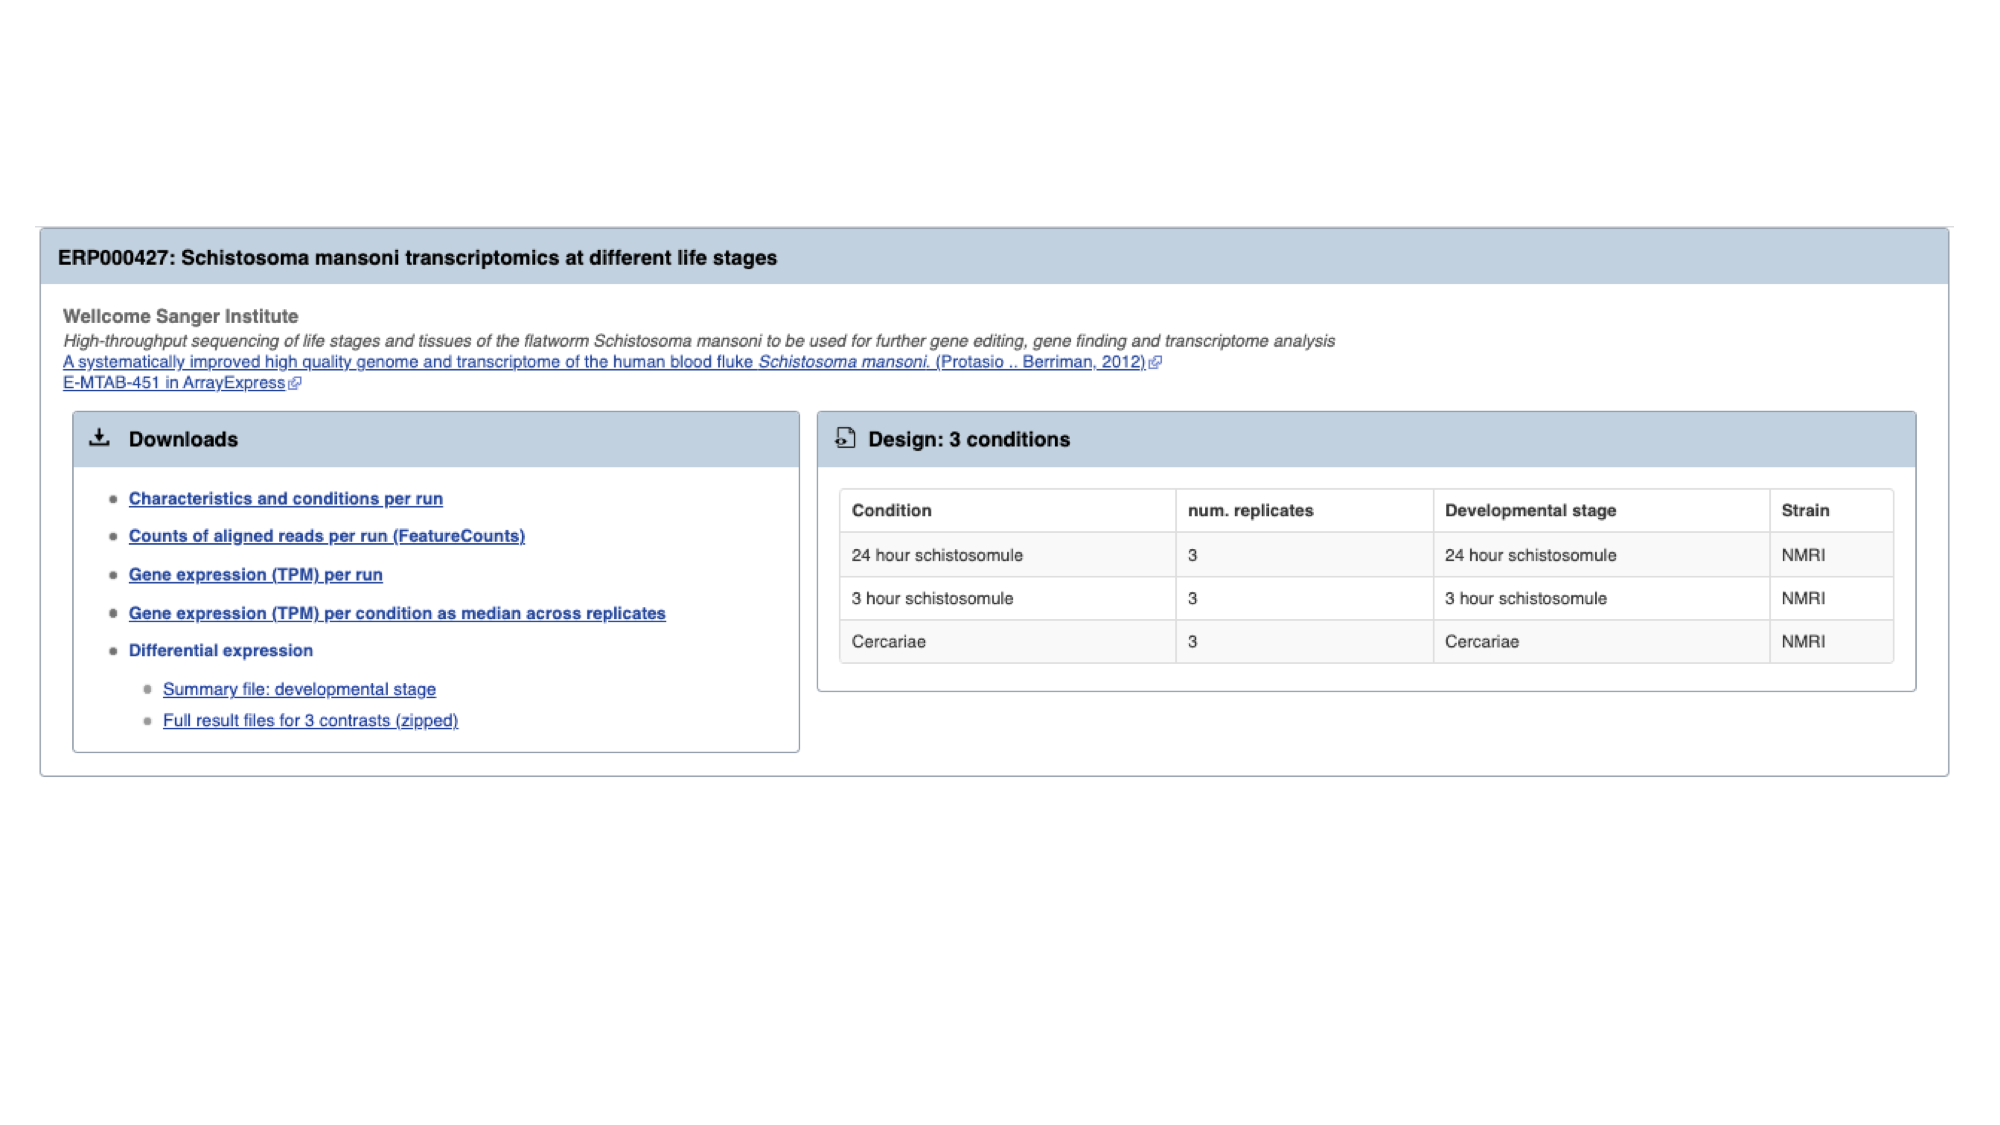 ERP000427: Schistosoma mansoni transcriptomics at different life stages
Wellcome Sanger Institute
High-throughput sequencing of life stages and tissues of the flatworm Schistosoma mansoni to be used for further gene editing, gene finding and transcriptome analysis
A systematically improved high quality genome and transcriptome of the human blood fluke Schistosoma mansoni. (Protasio .. Berriman, 2012)
E-MTAB-451 in ArrayExpress
Downloads
Characteristics and conditions per run
Counts of aligned reads per run (FeatureCounts)
Gene expression (TPM) per run
Gene expression (TPM) per condition as median across replicates
Differential expression
Summary file: developmental stage
Full result files for 3 contrasts (zipped)
Design: 3 conditions
Condition num. replicates Developmental stage Strain
24 hour schistosomule 3 24 hour schistosomule NMRI
3 hour schistosomule 3 3 hour schistosomule NMRI
Cercariae 3 Cercariae NMRI